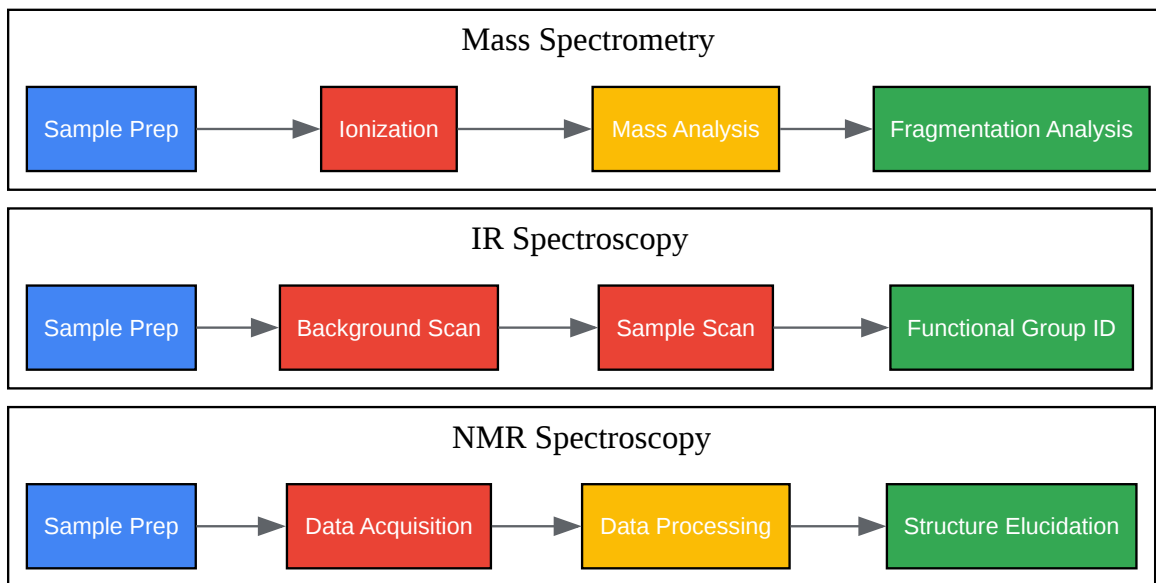 Mass Spectrometry
Sample Prep
Ionization
Mass Analysis
Fragmentation Analysis
IR Spectroscopy
Sample Prep
Background Scan
Sample Scan
Functional Group ID
NMR Spectroscopy
Sample Prep
Data Acquisition
Data Processing
Structure Elucidation